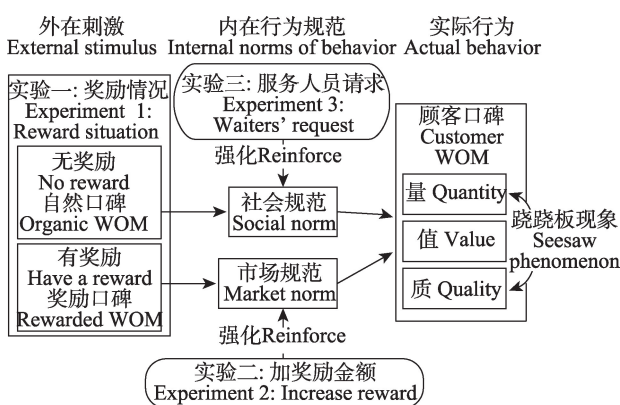 外在刺激
External stimulus
内在行为规范
Internal norms of behavior
实际行为
Actual behavior
实验一: 奖励情况
Experiment 1:
Reward situation
无奖励
No reward
自然口碑
Organic WOM
有奖励
Have a reward
奖励口碑
Rewarded WOM
实验三: 服务人员请求
Experiment 3:
Waiters' request
强化Reinforce
社会规范
Social norm
市场规范
Market norm
强化Reinforce
实验二: 加奖励金额
Experiment 2: Increase reward
顾客口碑
Customer
WOM
量 Quantity
值 Value
质 Quality
跷跷板现象
Seesaw
phenomenon